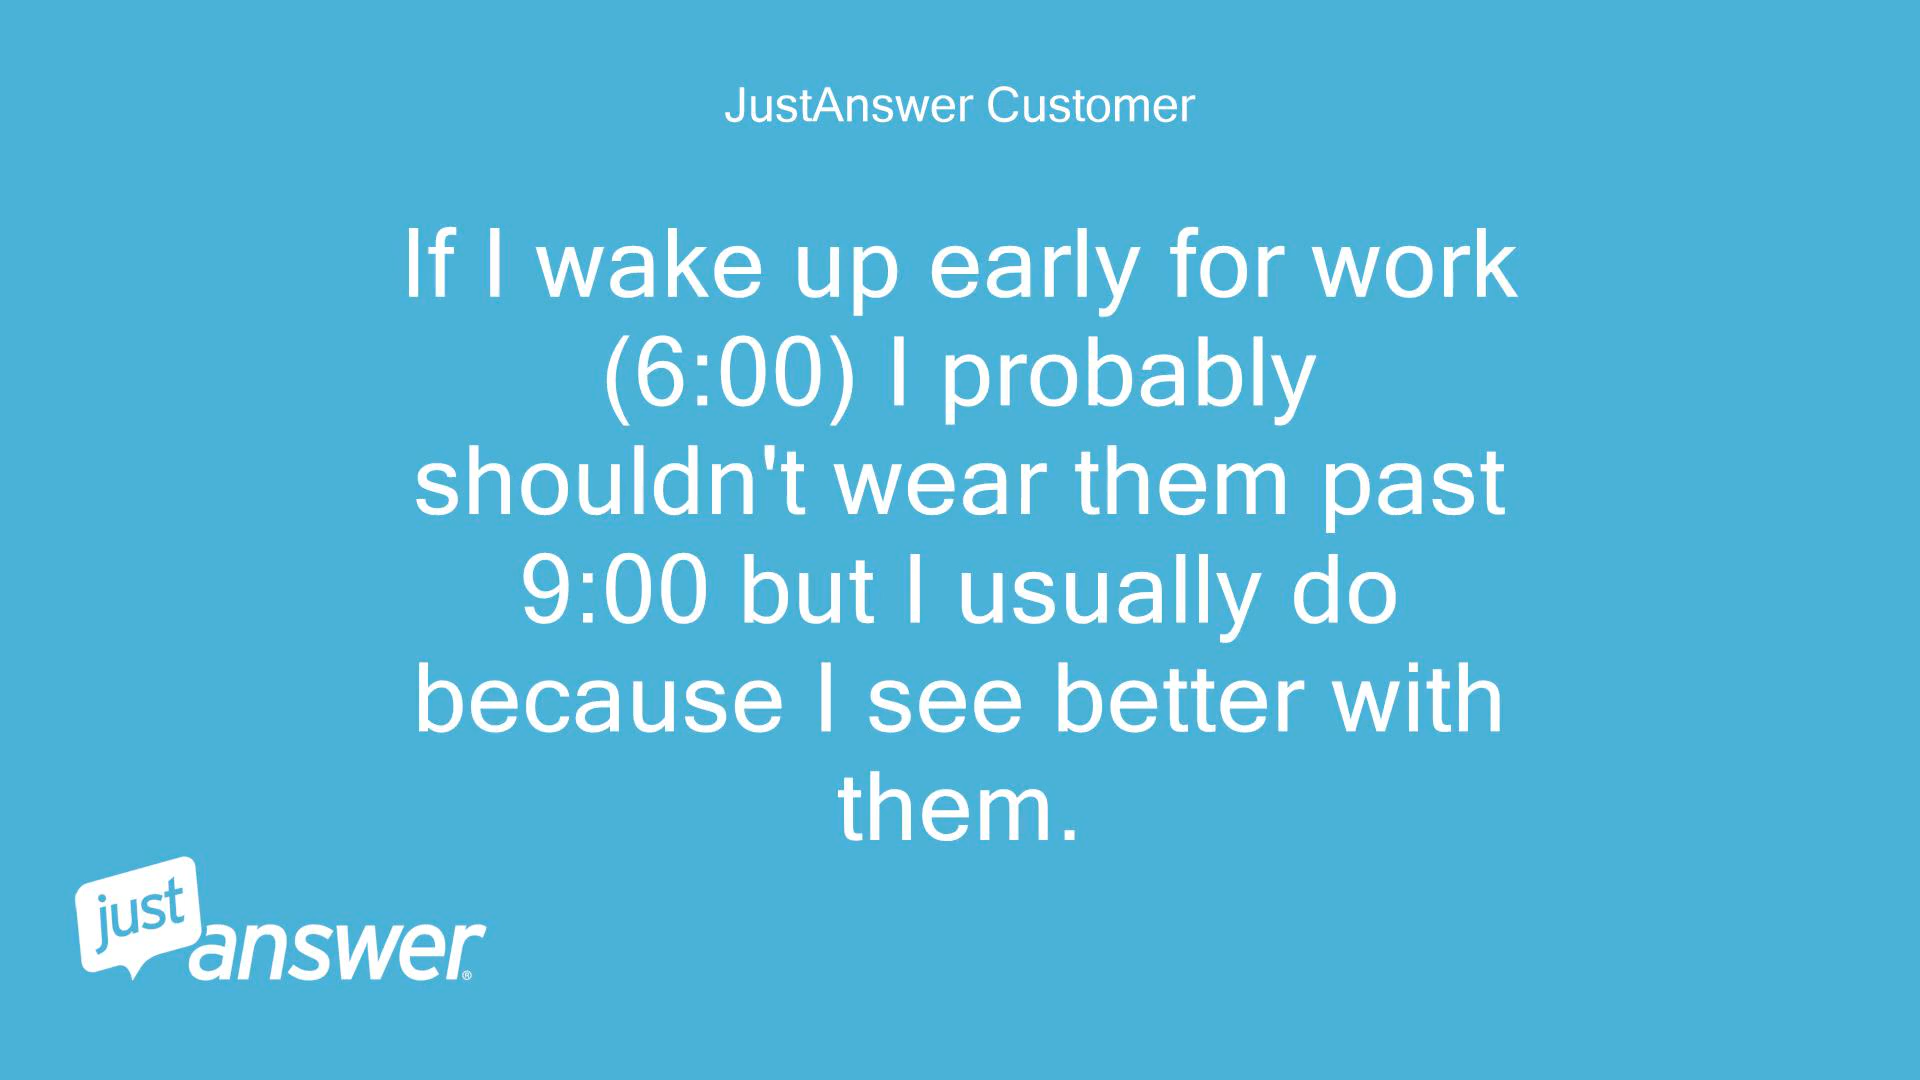 JustAnswer Customer
If I wake up early for work
(6:00) I probably
shouldn't wear them past
9:00 but I usually do
because I see better with
them.
just
answer®